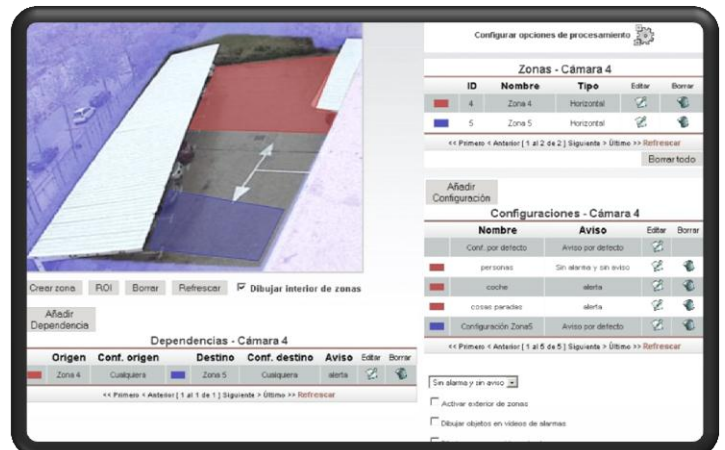 Crear zona ROI Borrar Refrescar Dibujar interior de zonas
Añadir
Dependencia
Dependencias - Cámara 4
Origen Conf. origen Destino Conf. destino Aviso Editar Borrar
Zona 4 Cualquiera Zona 5 Cualquiera alerta
<< Primero < Anterior [ 1 al 1 de 1 ] Siguiente > Último >> Refrescar
Configurar opciones de procesamiento
Zonas - Cámara 4
ID Nombre Tipo Editar Borrar
4 Zona 4 Horizontal
5 Zona 5 Horizontal
<< Primero < Anterior [ 1 al 2 de 2 ] Siguiente > Último >> Refrescar
Borrar todo
Añadir
Configuración
Configuraciones - Cámara 4
Nombre Aviso Editar Borrar
Conf. por defecto Aviso por defecto
personas Sin alarma y sin aviso
coche alerta
cosas paradas alerta
Configuración Zona5 Aviso por defecto
<< Primero < Anterior [ 1 al 5 de 5 ] Siguiente > Último >> Refrescar
Sin alarma y sin aviso
Activar exterior de zonas
Dibujar objetos en vídeos de alarmas